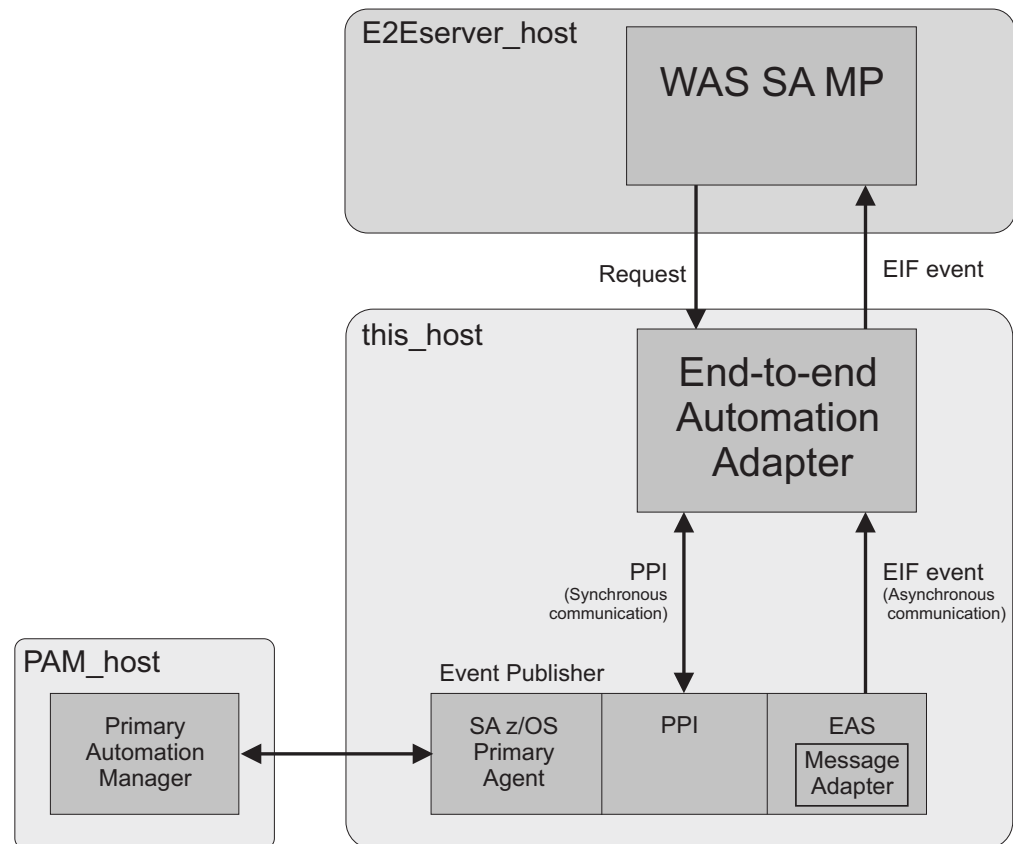 E2Eserver_host
WAS SA MP
Request
EIF event
this_host
End-to-end
Automation
Adapter
PPI
(Synchronous
communication)
EIF event
(Asynchronous
communication)
PAM_host
Primary
Automation
Manager
Event Publisher
SA z/OS
Primary
Agent
PPI
EAS
Message
Adapter